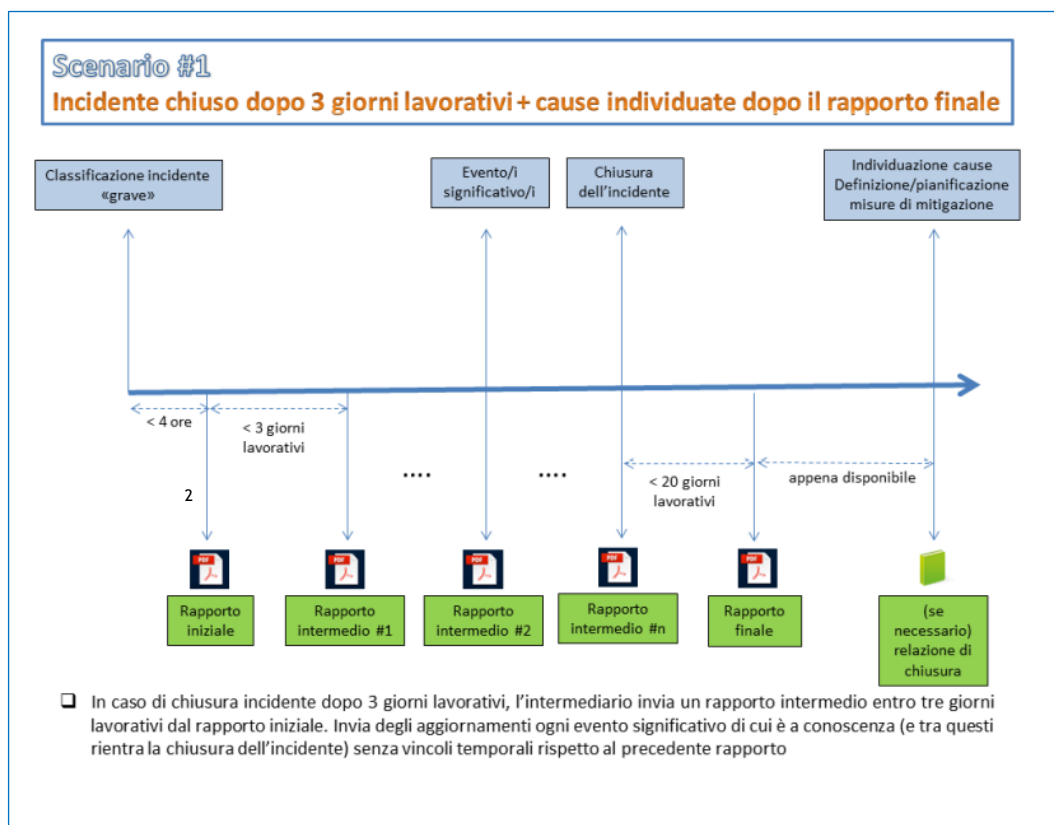 Scenario #1
Incidente chiuso dopo 3 giorni lavorativi + cause individuate dopo il rapporto finale
Classificazione incidente
«grave»
Evento/i
significativo/i
Chiusura
dell'incidente
Individuazione cause
Definizione/pianificazione
misure di mitigazione
< 4 ore
< 3 giorni
lavorativi
....
....
< 20 giorni
lavorativi
appena disponibile
2
PDF
PDF
PDF
PDF
PDF
Rapporto
iniziale
Rapporto
intermedio #1
Rapporto
intermedio #2
Rapporto
intermedio #n
Rapporto
finale
(se
necessario)
relazione di
chiusura
❑ In caso di chiusura incidente dopo 3 giorni lavorativi, l'intermediario invia un rapporto intermedio entro tre giorni
lavorativi dal rapporto iniziale. Invia degli aggiornamenti ogni evento significativo di cui è a conoscenza (e tra questi
rientra la chiusura dell'incidente) senza vincoli temporali rispetto al precedente rapporto